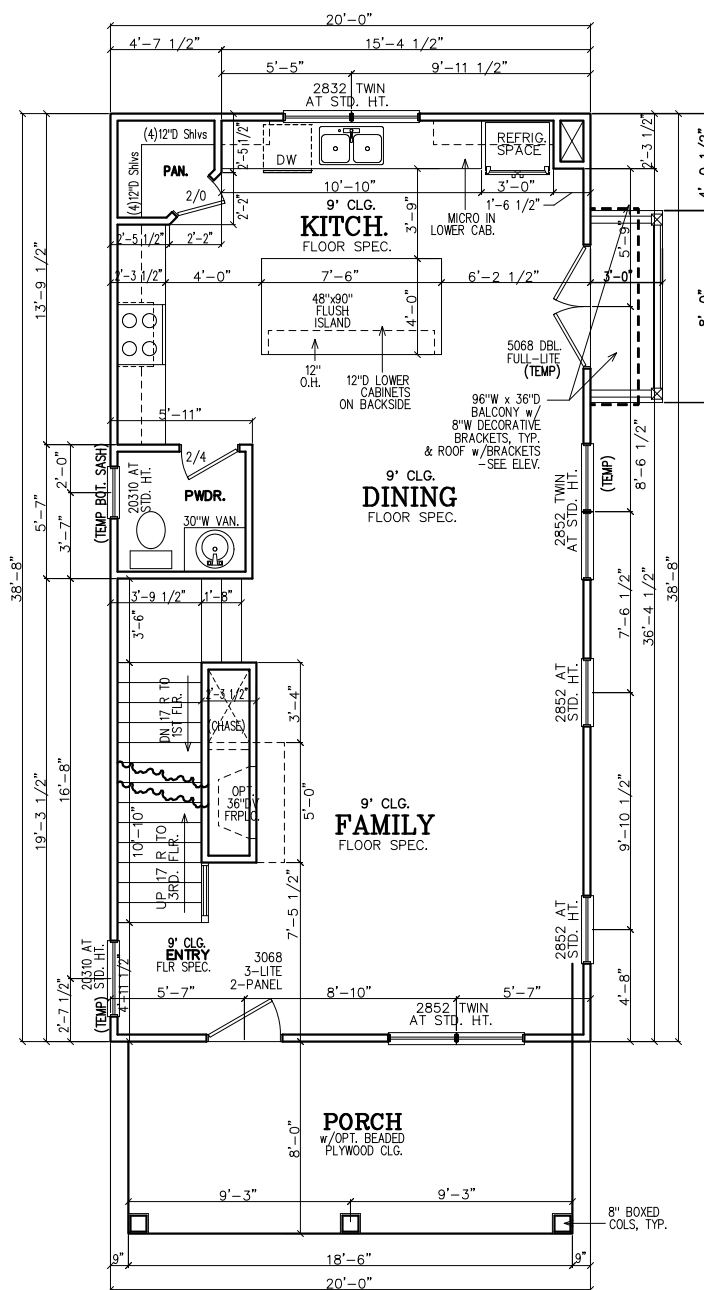 20'-0"
4'-7 1/2"
15'-4 1/2"
5'-5"
9'-11 1/2"
2832 TWIN
AT STD. HT.
(4)12"D Shlvs
(4)12"D Shlvs
PAN.
2/0
2'-5 1/2"
2'-2"
DW
REFRIG.
SPACE
2'-3 1/2"
4'-0 1/2"
10'-10"
3'-0"
1'-6 1/2"
9' CLG.
KITCH.
FLOOR SPEC.
MICRO IN
LOWER CAB.
3'-9"
5'-9"
2'-5 1/2"
2'-2"
2'-3 1/2"
4'-0"
7'-6"
6'-2 1/2"
3'-0"
8'-0"
13'-9 1/2"
48"x90"
FLUSH
ISLAND
4'-0"
12"
O.H.
12"D LOWER
CABINETS
ON BACKSIDE
5068 DBL.
FULL-LITE
(TEMP)
96"W x 36"D
BALCONY w/
8"W DECORATIVE
BRACKETS, TYP.
& ROOF w/BRACKETS
-SEE ELEV.
5'-11"
2/4
PWDR.
30"W VAN.
20310 AT
STD. HT.
(TEMP BOT. SASH)
2'-0"
3'-7"
5'-7"
38'-8"
9' CLG.
DINING
FLOOR SPEC.
2852 TWIN
AT STD. HT.
(TEMP)
8'-6 1/2"
7'-6 1/2"
36'-4 1/2"
38'-8"
3'-9 1/2"
1'-8"
3'-6"
2'-3 1/2"
(CHASE)
3'-4"
DN 17 R TO
1ST FLR.
2852 AT
STD. HT.
16'-8"
19'-3 1/2"
OPT.
36"DV
FRPLC.
5'-0"
10'-10"
UP 17 R TO
3RD. FLR.
9' CLG.
FAMILY
FLOOR SPEC.
9'-10 1/2"
7'-5 1/2"
2852 AT
STD. HT.
9' CLG.
ENTRY
FLR SPEC.
3068
3-LITE
2-PANEL
20310 AT
STD. HT.
(TEMP)
4'-11 1/2"
2'-7 1/2"
4'-8"
5'-7"
8'-10"
5'-7"
2852 TWIN
AT STD. HT.
PORCH
w/OPT. BEADED
PLYWOOD CLG.
8'-0"
9'-3"
9'-3"
8" BOXED
COLS, TYP.
9"
18'-6"
9"
20'-0"